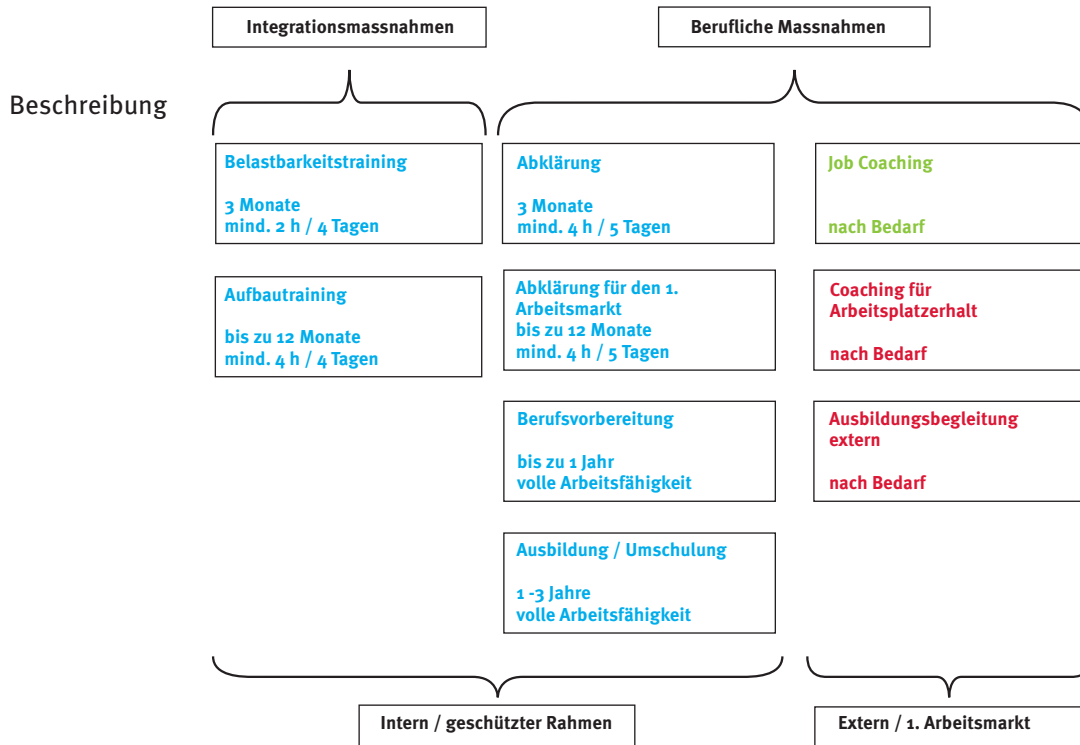 Integrationsmassnahmen
Berufliche Massnahmen
Beschreibung
Belastbarkeitstraining
3 Monate
mind. 2 h / 4 Tagen
Abklärung
3 Monate
mind. 4 h / 5 Tagen
Job Coaching
nach Bedarf
Aufbautraining
bis zu 12 Monate
mind. 4 h / 4 Tagen
Abklärung für den 1.
Arbeitsmarkt
bis zu 12 Monate
mind. 4 h / 5 Tagen
Coaching für
Arbeitsplatzerhalt
nach Bedarf
Berufsvorbereitung
bis zu 1 Jahr
volle Arbeitsfähigkeit
Ausbildungsbegleitung
extern
nach Bedarf
Ausbildung / Umschulung
1 -3 Jahre
volle Arbeitsfähigkeit
Intern / geschützter Rahmen
Extern / 1. Arbeitsmarkt